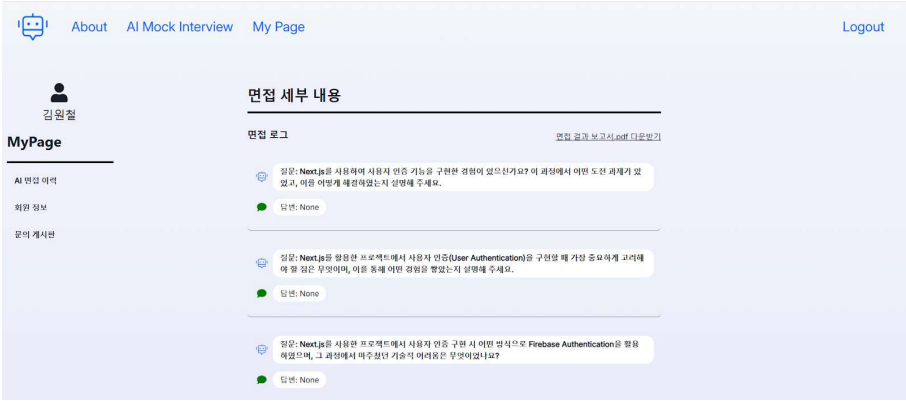 About AI Mock Interview My Page Logout
김원철
MyPage
AI 면접 이력
회원 정보
문의 게시판
면접 세부 내용
면접 로그 면접 결과 보고서.pdf 다운받기
질문: Next.js를 사용하여 사용자 인증 기능을 구현한 경험이 있으신가요? 이 과정에서 어떤 도전 과제가 있
었고, 이를 어떻게 해결하였는지 설명해 주세요.
답변: None
질문: Next.js를 활용한 프로젝트에서 사용자 인증(User Authentication)을 구현할 때 가장 중요하게 고려해
야 할 점은 무엇이며, 이를 통해 어떤 경험을 쌓았는지 설명해 주세요.
답변: None
질문: Next.js를 사용한 프로젝트에서 사용자 인증 구현 시 어떤 방식으로 Firebase Authentication을 활용
하였으며, 그 과정에서 마주쳤던 기술적 어려움은 무엇이었나요?
답변: None